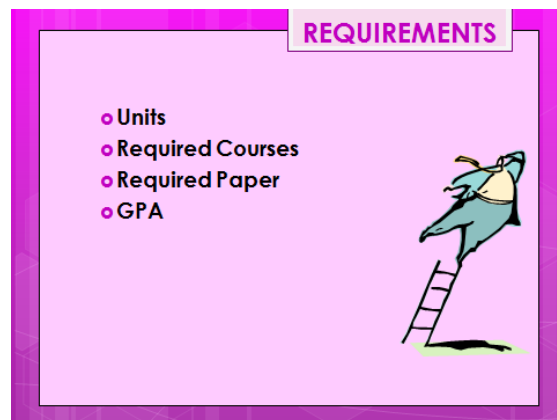 REQUIREMENTS
Units
Required Courses
Required Paper
GPA